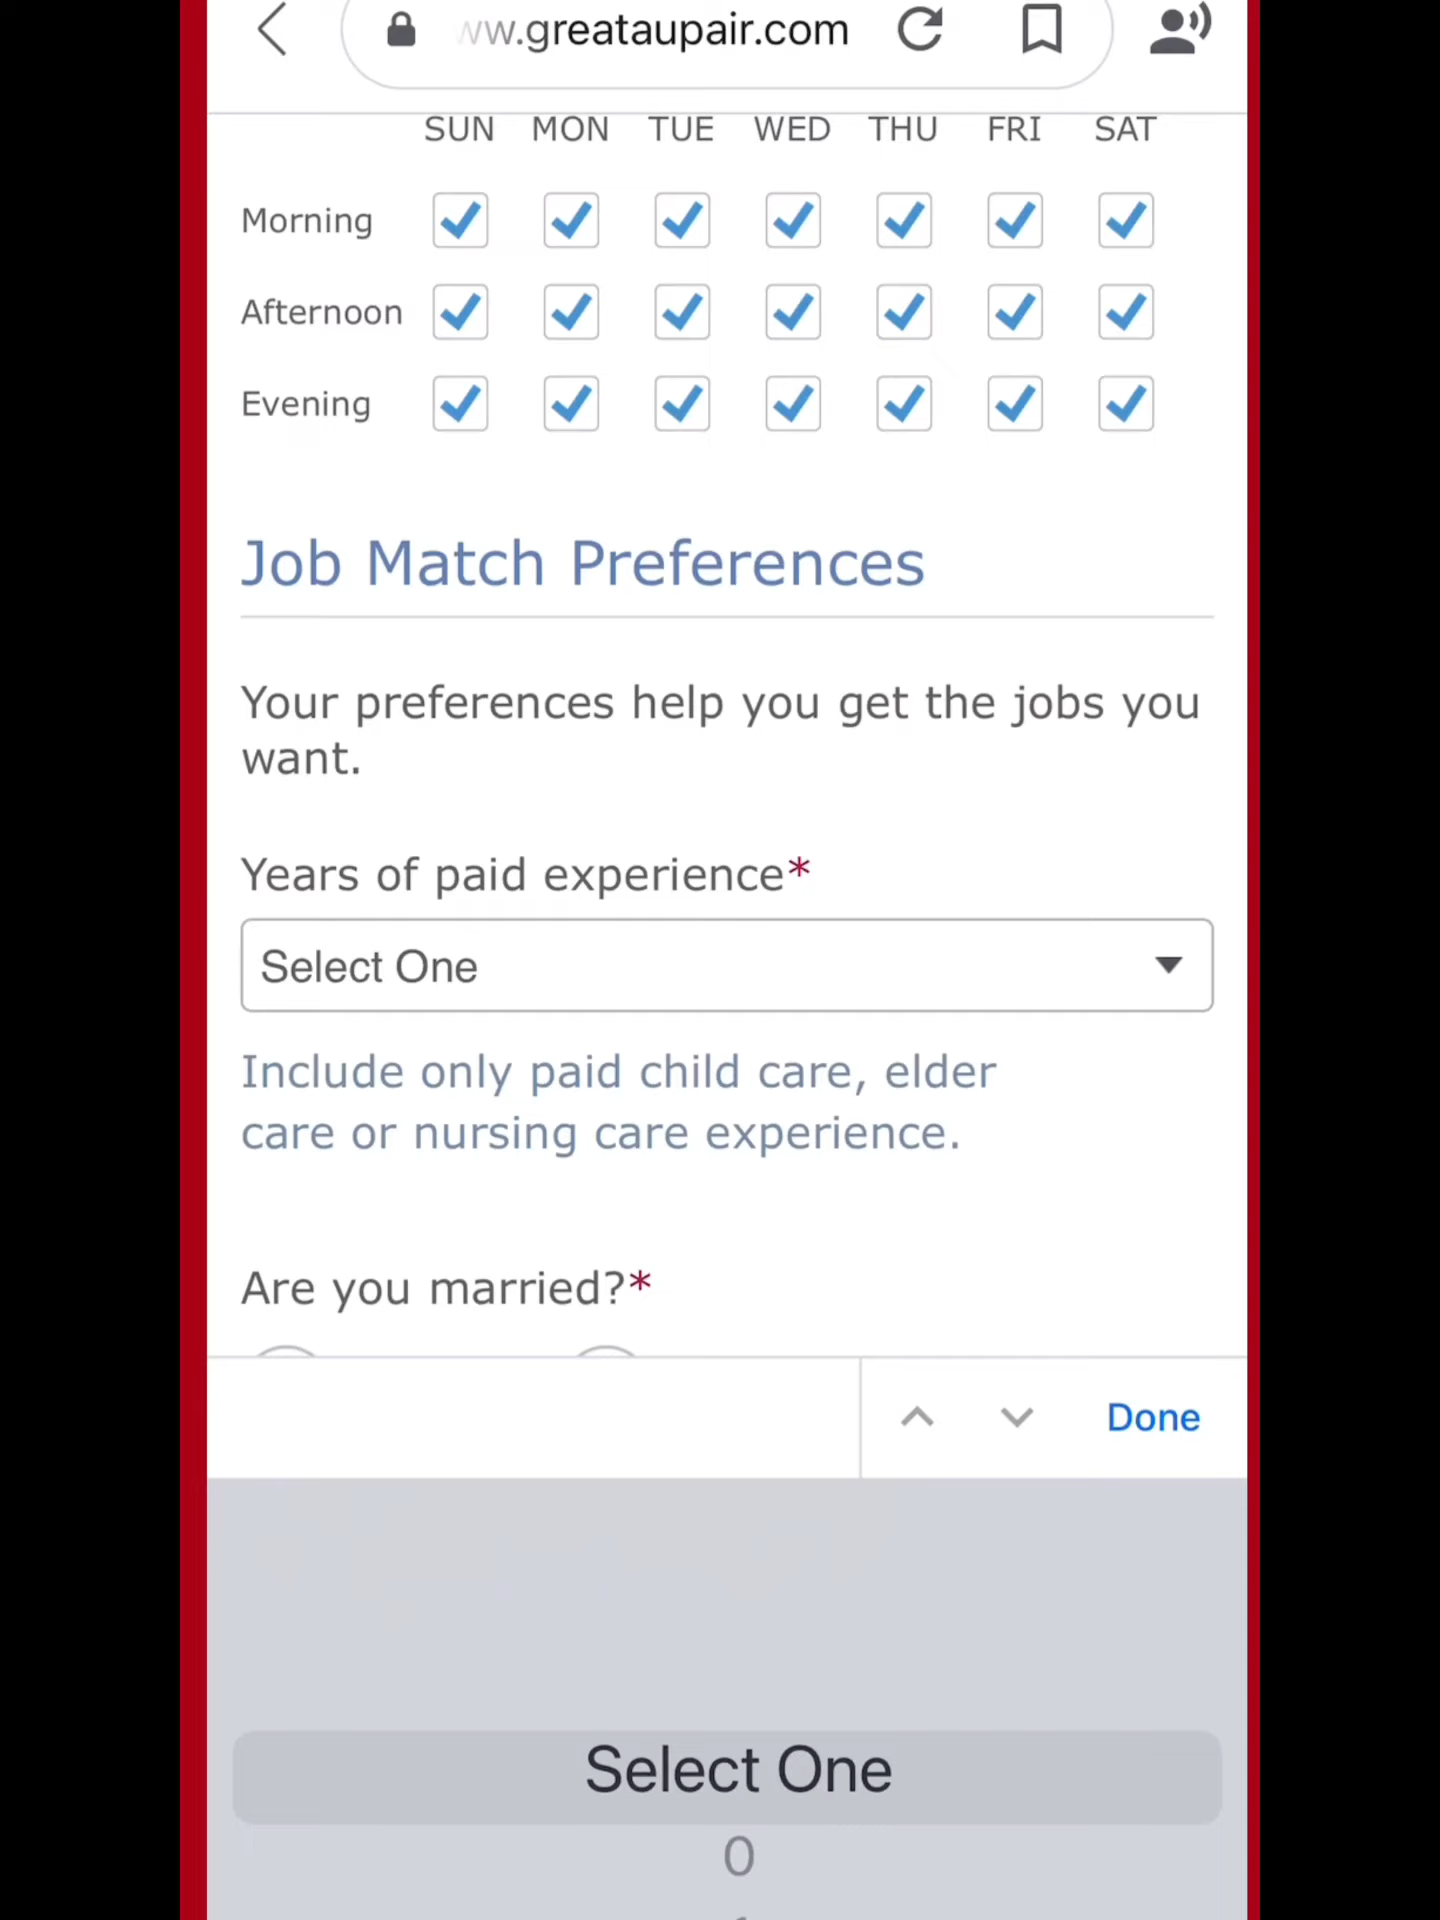 ww.greataupair.com
SUN MON TUE WED THU FRI SAT
Morning
Afternoon
Evening
Job Match Preferences
Your preferences help you get the jobs you
want.
Years of paid experience*
Select One
Include only paid child care, elder
care or nursing care experience.
Are you married?*
Done
Select One
0